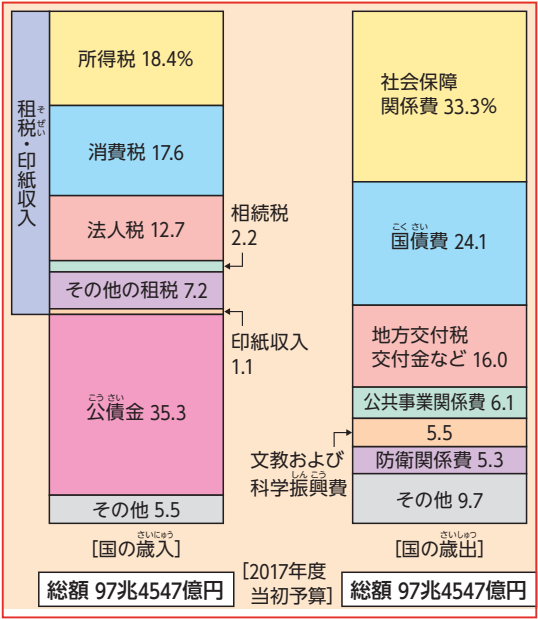 租税・印紙収入
そ
ぜい
所得税 18.4%
消費税 17.6
法人税 12.7
相続税
2.2
その他の租税 7.2
印紙収入
1.1
こう さい
公債金 35.3
その他 5.5
さいにゅう
[国の歳入]
総額 97兆4547億円
社会保障
関係費 33.3%
こく さい
国債費 24.1
地方交付税
交付金など 16.0
公共事業関係費 6.1
5.5
文教および
しん こう
科学振興費
防衛関係費 5.3
その他 9.7
さいしゅつ
[国の歳出]
[2017年度
当初予算]
総額 97兆4547億円